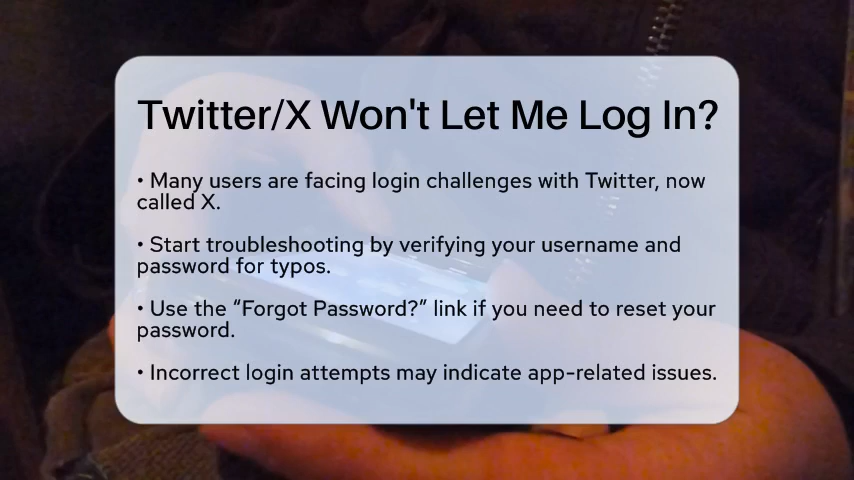 Twitter/X Won't Let Me Log In?
• Many users are facing login challenges with Twitter, now
called X.
• Start troubleshooting by verifying your username and
password for typos.
• Use the “Forgot Password?” link if you need to reset your
password.
• Incorrect login attempts may indicate app-related issues.